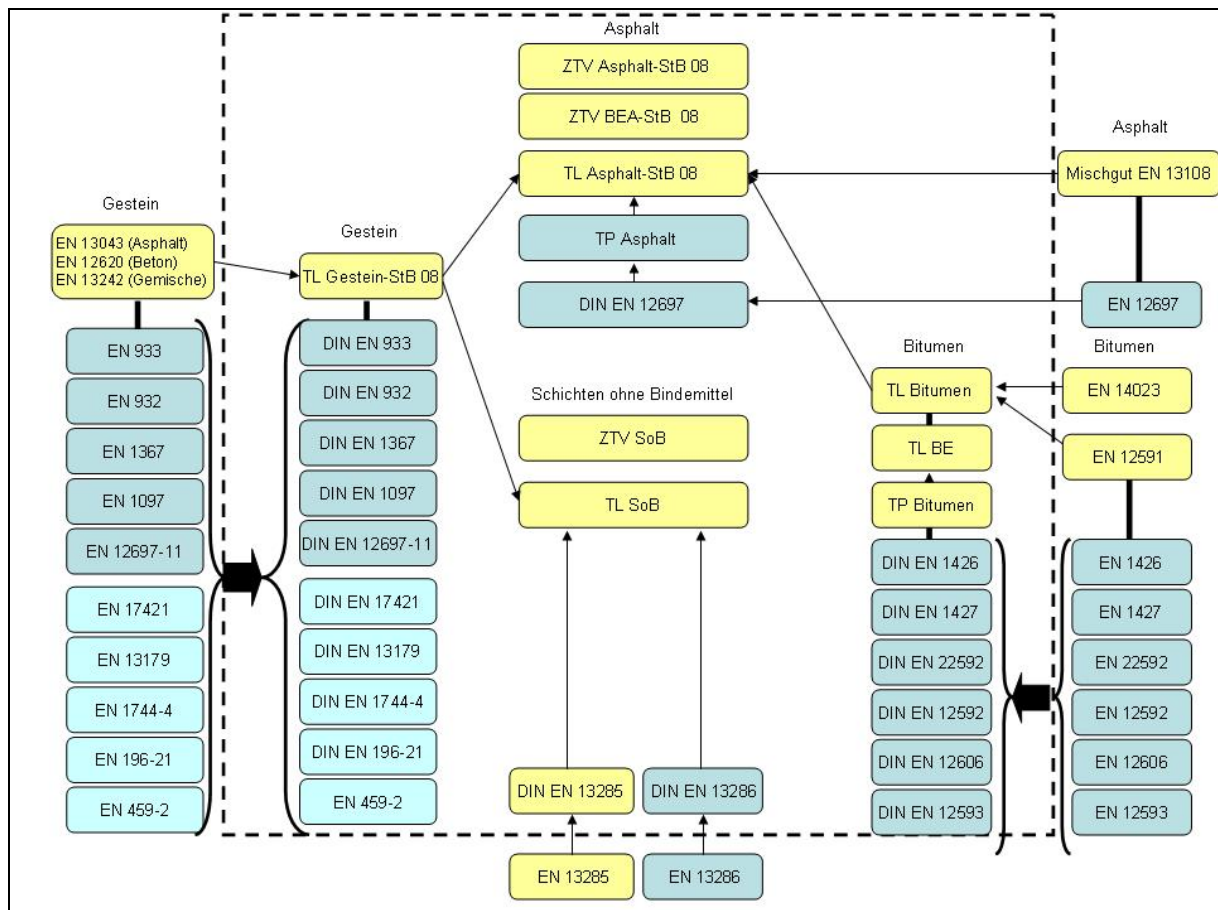 Asphalt
ZTV Asphalt-StB 08
ZTV BEA-StB 08
TL Asphalt-StB 08
TP Asphalt
DIN EN 12697
Asphalt
Mischgut EN 13108
EN 12697
Gestein
EN 13043 (Asphalt)
EN 12620 (Beton)
EN 13242 (Gemische)
EN 933
EN 932
EN 1367
EN 1097
EN 12697-11
EN 17421
EN 13179
EN 1744-4
EN 196-21
EN 459-2
Gestein
TL Gestein-StB 08
DIN EN 933
DIN EN 932
DIN EN 1367
DIN EN 1097
DIN EN 12697-11
DIN EN 17421
DIN EN 13179
DIN EN 1744-4
DIN EN 196-21
EN 459-2
Schichten ohne Bindemittel
ZTV SoB
TL SoB
DIN EN 13285
DIN EN 13286
EN 13285
EN 13286
Bitumen
TL Bitumen
TL BE
TP Bitumen
DIN EN 1426
DIN EN 1427
DIN EN 22592
DIN EN 12592
DIN EN 12606
DIN EN 12593
Bitumen
EN 14023
EN 12591
EN 1426
EN 1427
EN 22592
EN 12592
EN 12606
EN 12593